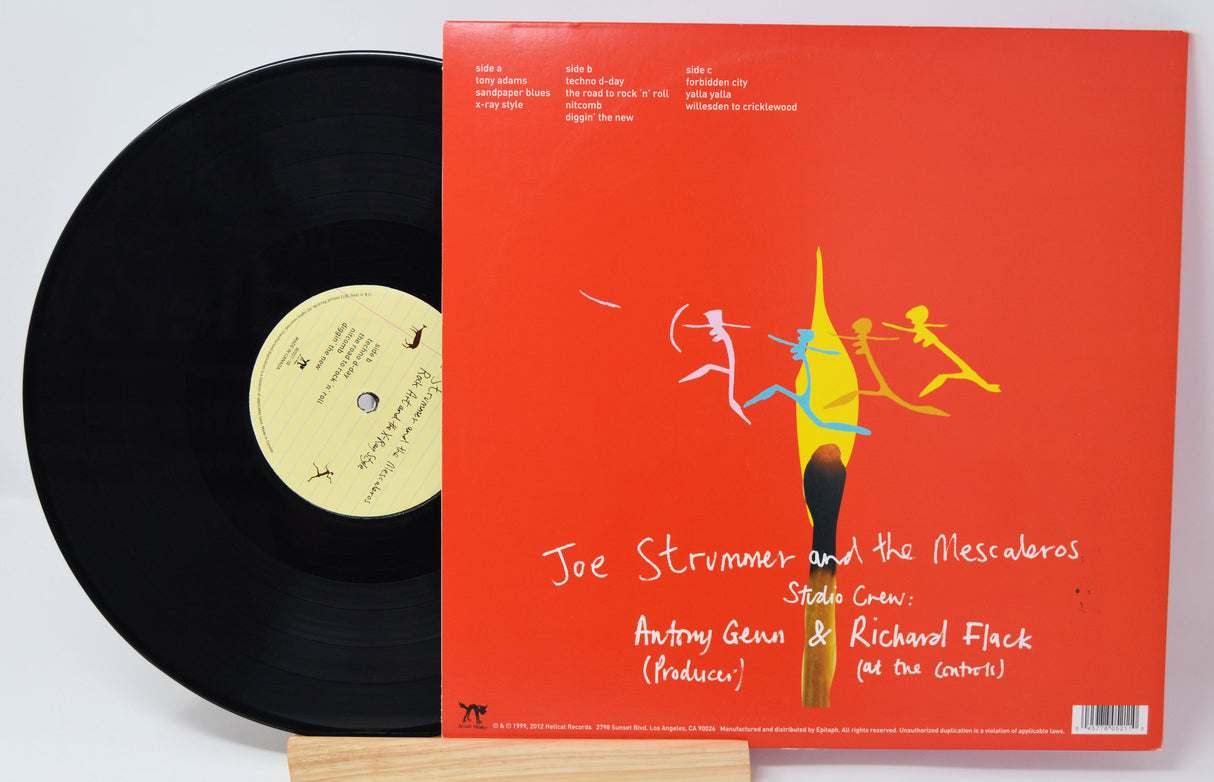 side a
tony adams
sandpaper blues
x-ray style
side b
techno d-day
the road to rock 'n' roll
nitcomb
diggin' the new
side c
forbidden city
yalla yalla
willesden to cricklewood
side b
techno d-day
the road to rock n roll
nitcomb
diggin' the new
Strummer and the Mescaleros
Rock Art and the X-Ray Style
Joe Strummer and the Mescaleros
Studio Crew:
Antony Genn & Richard Flack
(Producer) (at the controls)
© & ℗ 1999, 2012 Hellcat Records 2798 Sunset Blvd. Los Angeles, CA 90026 Manufactured and distributed by Epitaph. All rights reserved. Unauthorized duplication is a violation of applicable laws.